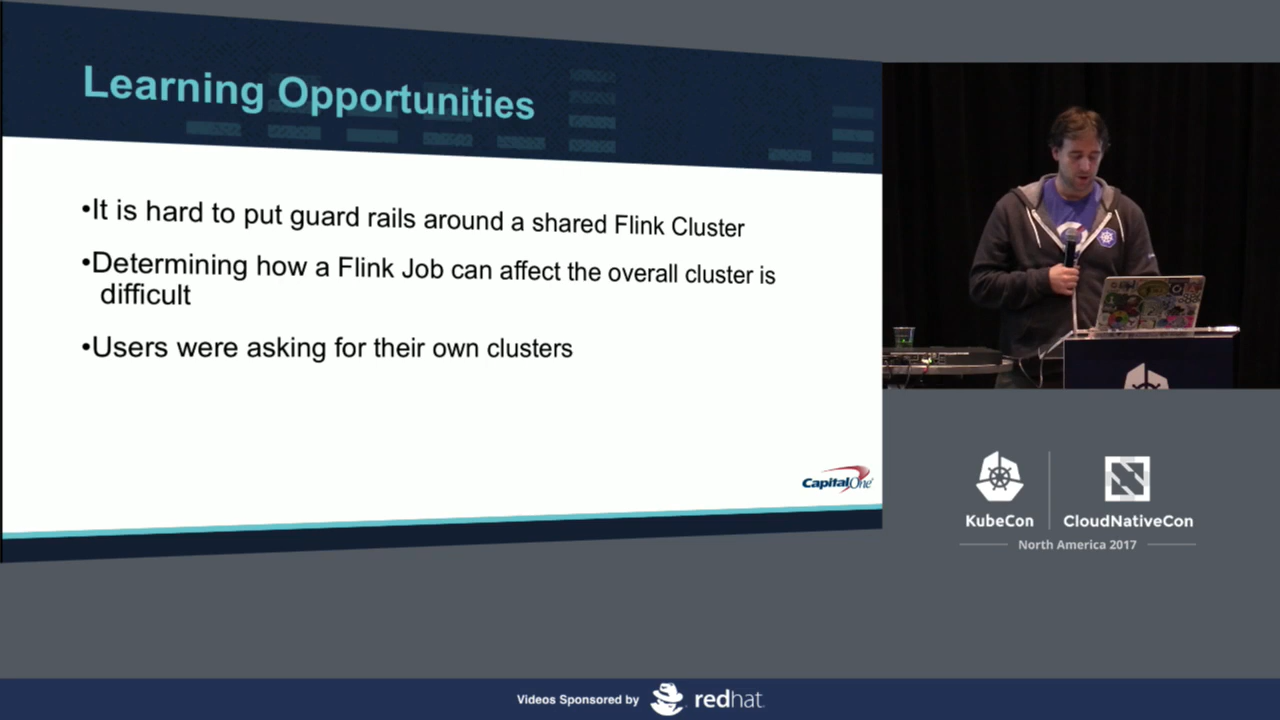 Learning Opportunities
•It is hard to put guard rails around a shared Flink Cluster
•Determining how a Flink Job can affect the overall cluster is
difficult
•Users were asking for their own clusters
CapitalOne
KubeCon
CloudNativeCon
North America 2017
Videos Sponsored by
redhat.